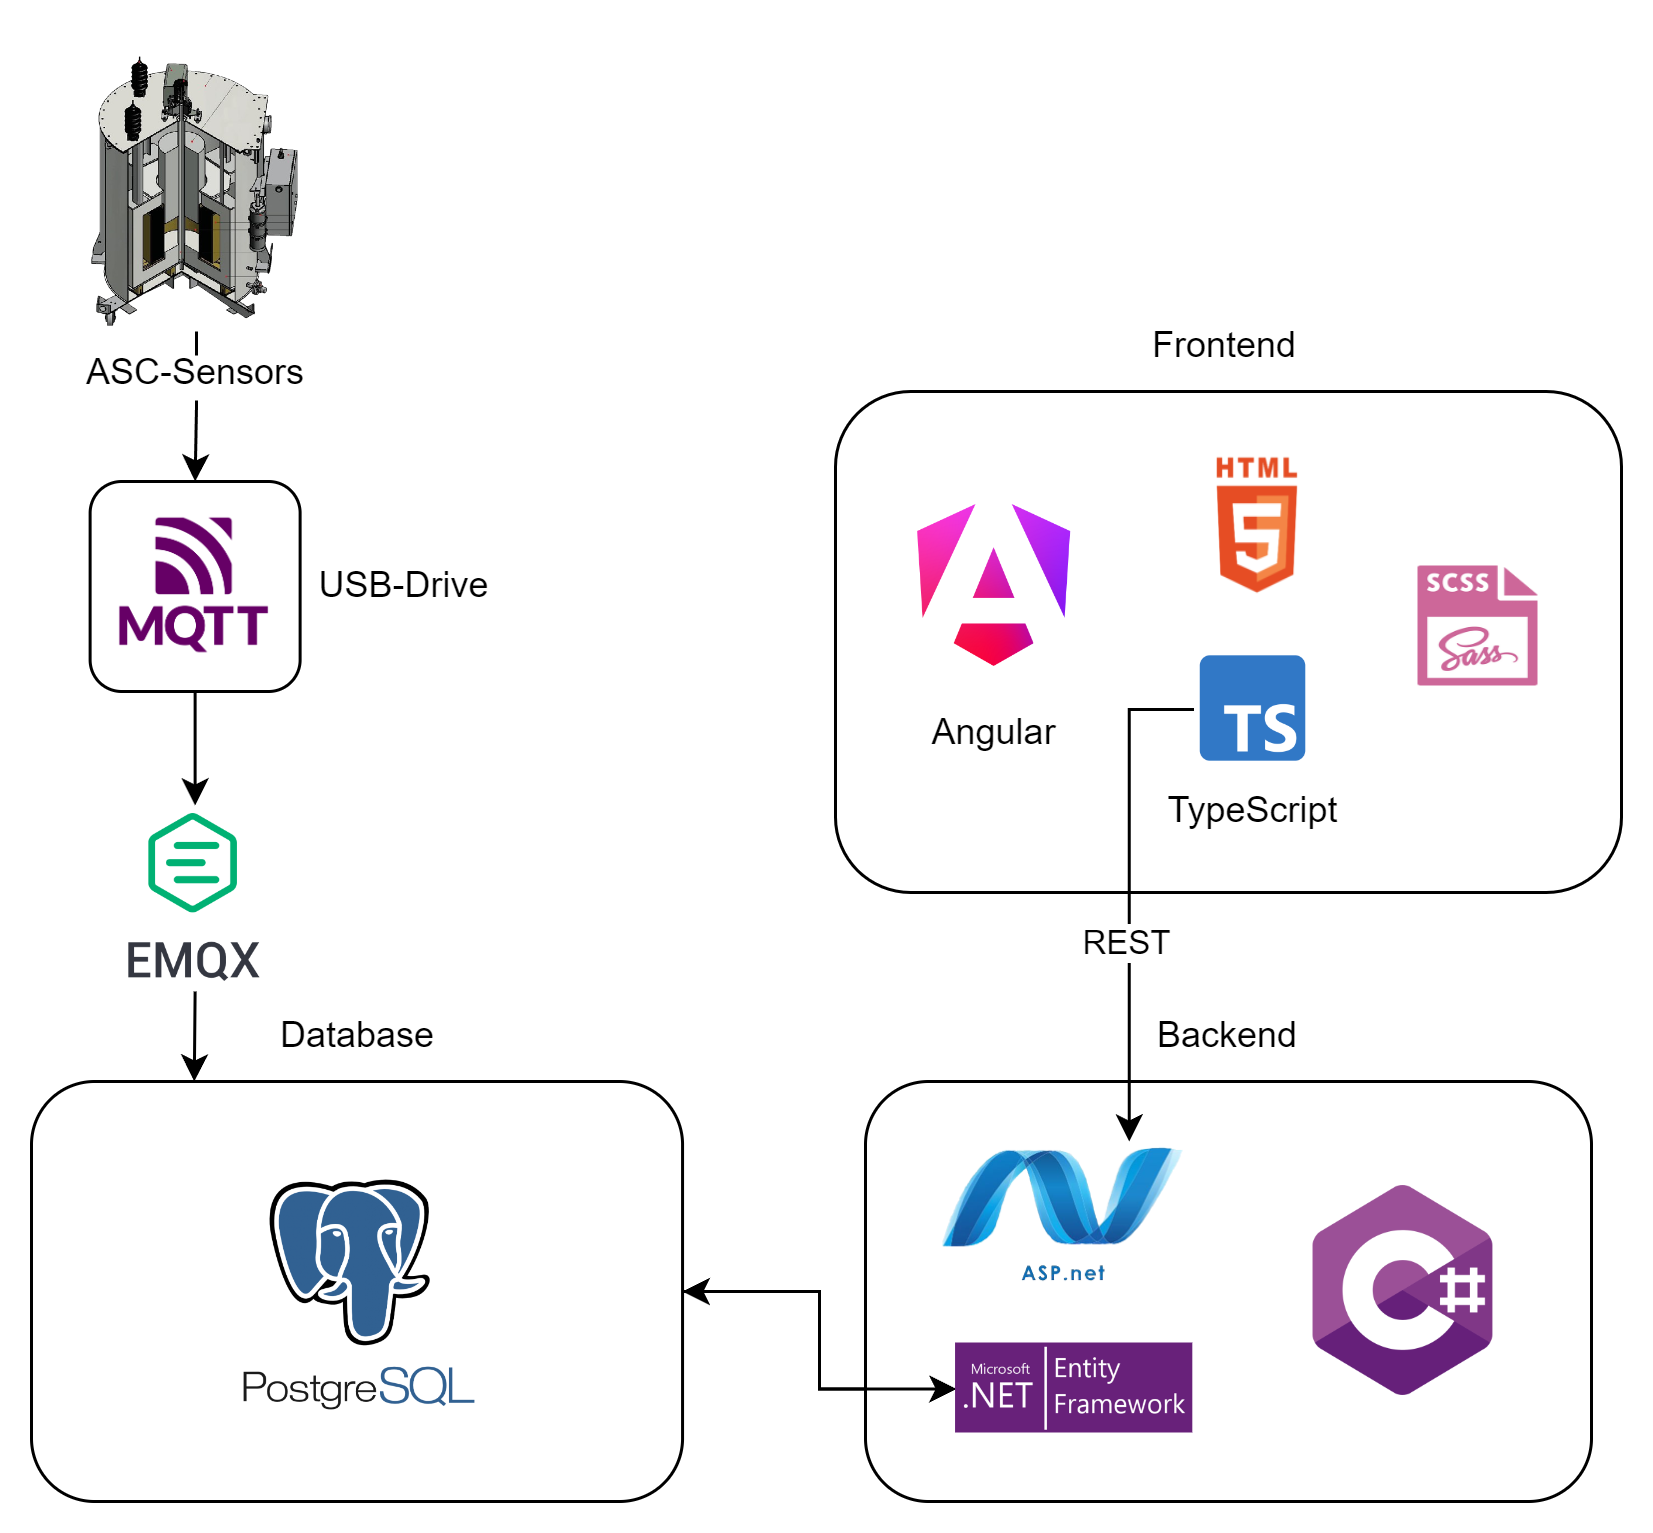 ASC-Sensors
MQTT
USB-Drive
EMQX
Database
PostgreSQL
Frontend
HTML
5
SCSS
Sass
Angular
TS
TypeScript
REST
Backend
ASP.net
Microsoft
.NET
Entity
Framework
C#